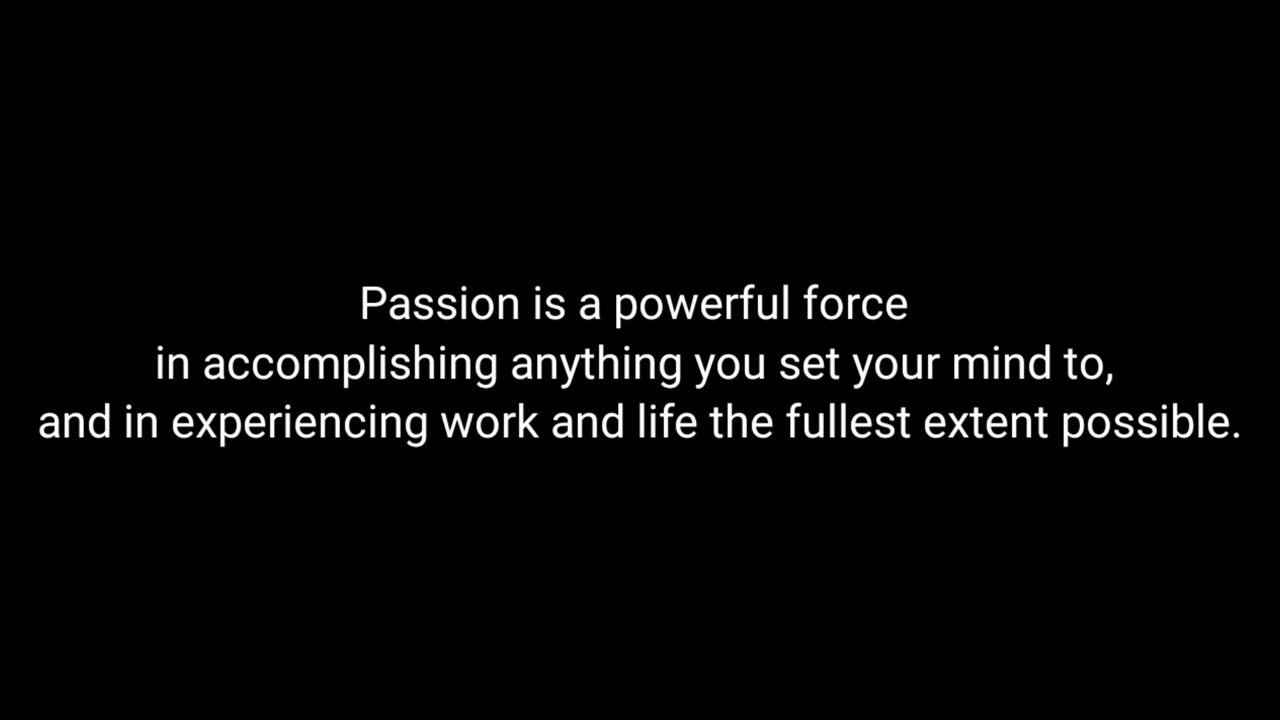 Passion is a powerful force
in accomplishing anything you set your mind to,
and in experiencing work and life the fullest extent possible.